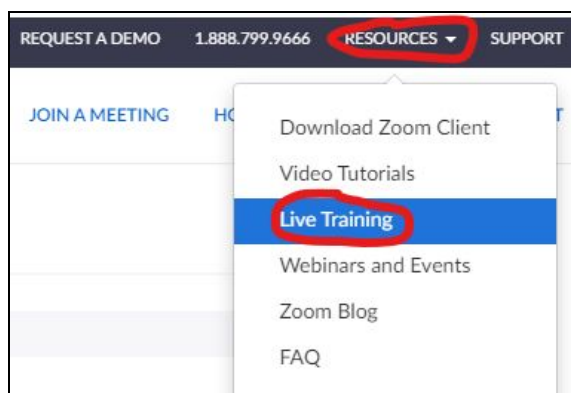 REQUEST A DEMO 1.888.799.9666 RESOURCES SUPPORT
JOIN A MEETING
Download Zoom Client
Video Tutorials
Live Training
Webinars and Events
Zoom Blog
FAQ